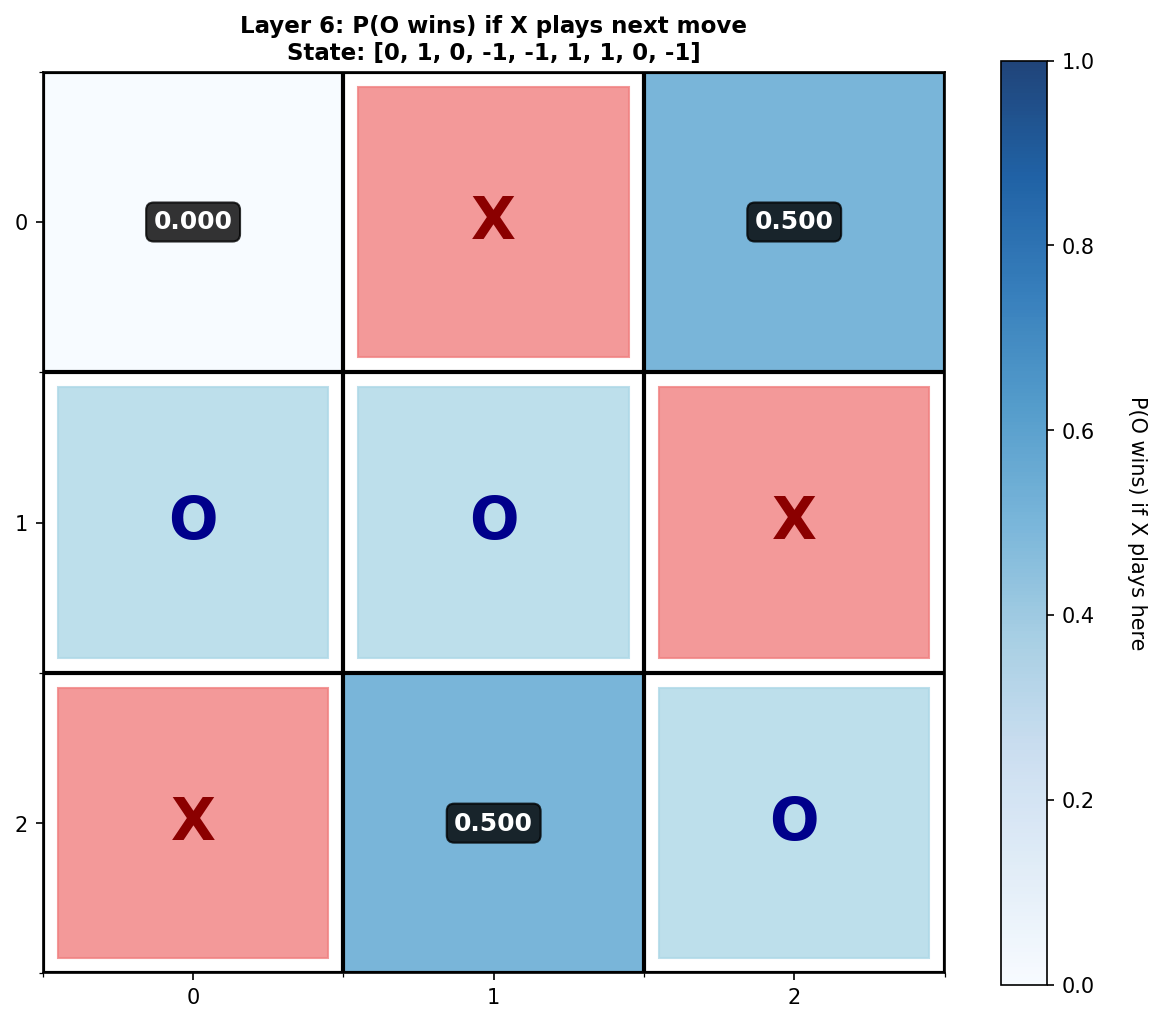 Layer 6: P(O wins) if X plays next move
State: [0, 1, 0, -1, -1, 1, 1, 0, -1]
0
0.000
X
0.500
1
O
O
X
2
X
0.500
O
0
1
2
1.0
0.8
0.6
0.4
0.2
0.0
P(O wins) if X plays here